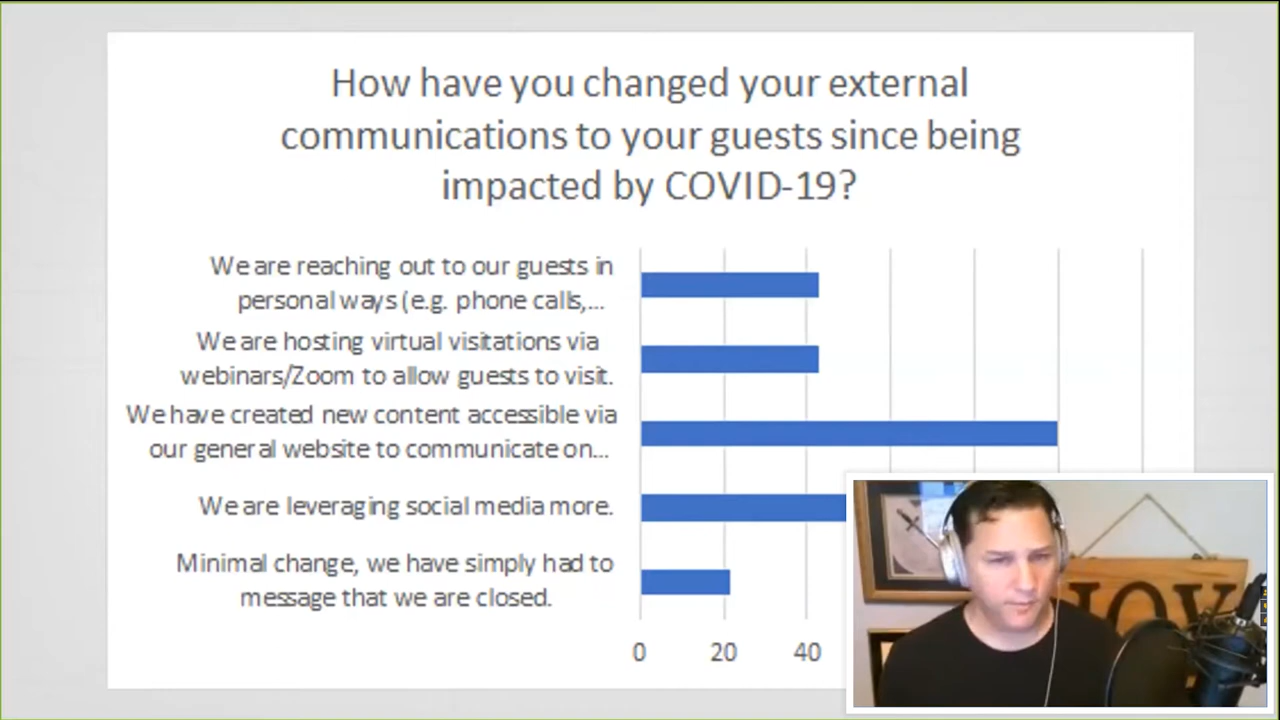 How have you changed your external
communications to your guests since being
impacted by COVID-19?
We are reaching out to our guests in
personal ways (e.g. phone calls,...
We are hosting virtual visitations via
webinars/Zoom to allow guests to visit.
We have created new content accessible via
our general website to communicate on...
We are leveraging social media more.
Minimal change, we have simply had to
message that we are closed.
0 20 40
JOY